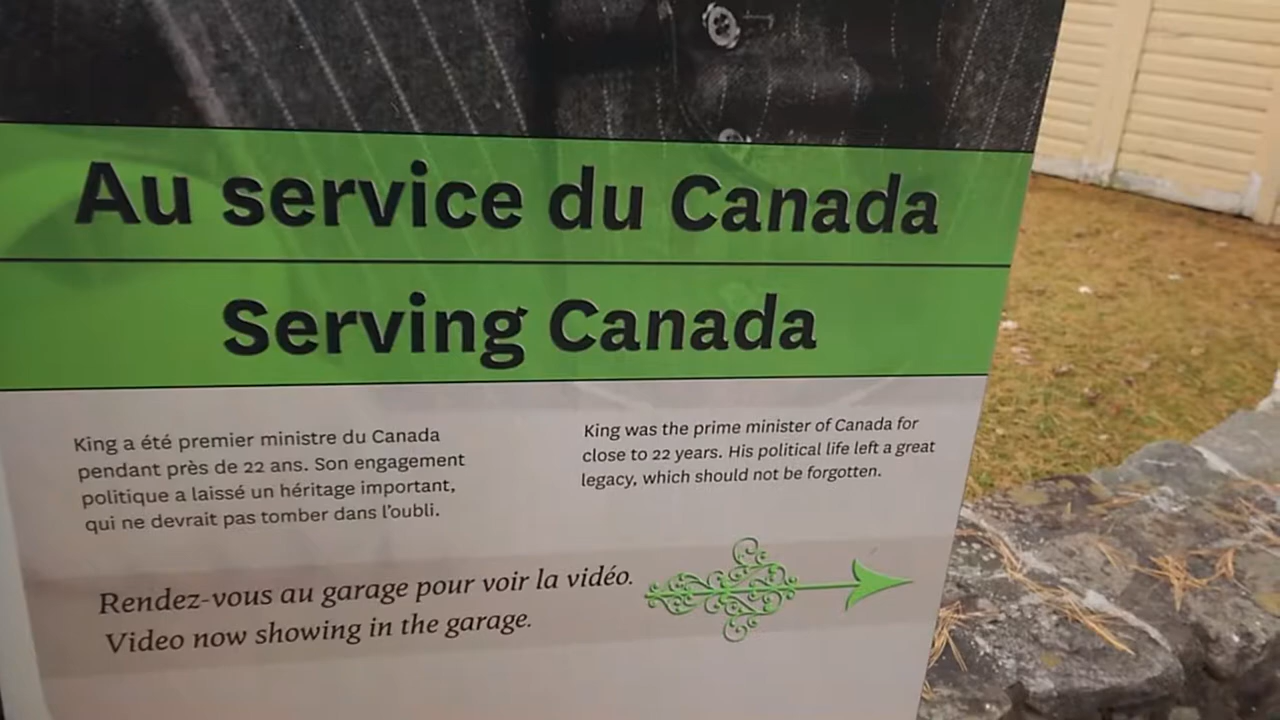 Au service du Canada
Serving Canada
King a été premier ministre du Canada
pendant près de 22 ans. Son engagement
politique a laissé un héritage important,
qui ne devrait pas tomber dans l'oubli.
King was the prime minister of Canada for
close to 22 years. His political life left a great
legacy, which should not be forgotten.
Rendez-vous au garage pour voir la vidéo.
Video now showing in the garage.